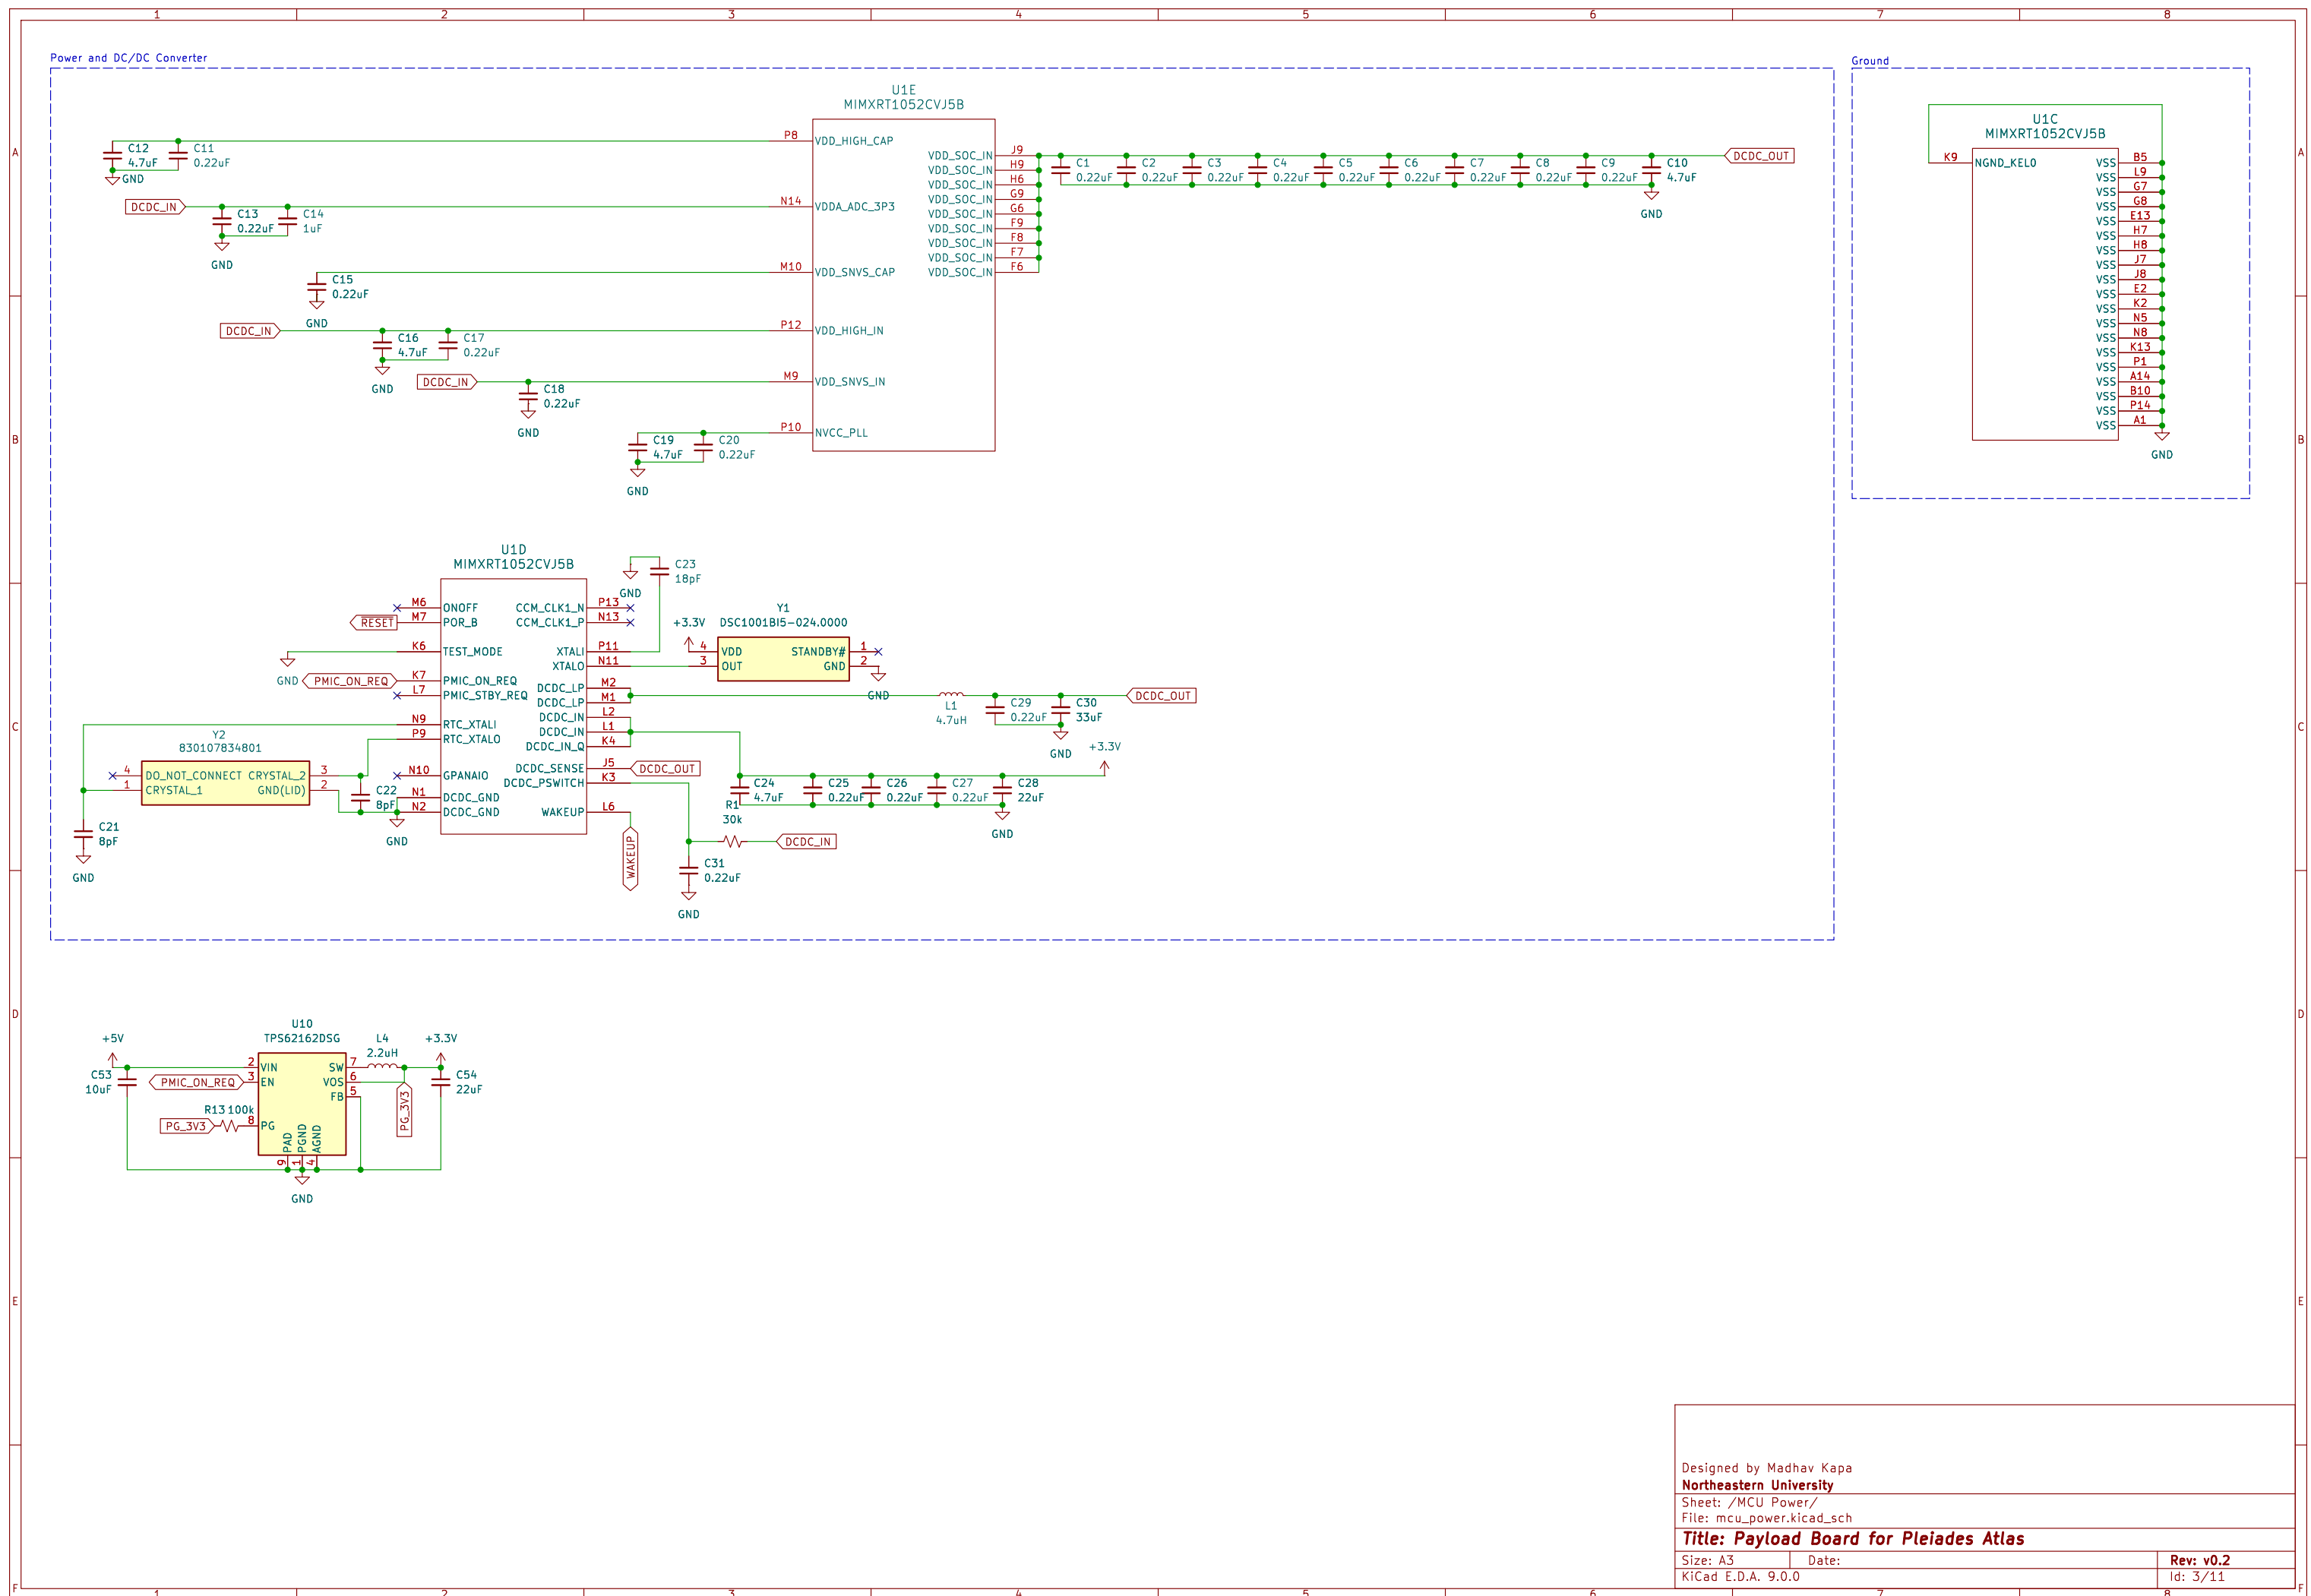 1 2 3 4 5 6 7 8
Power and DC/DC Converter
Ground
A
A
U1E
MIMXRT1052CVJ5B
P8 VDD_HIGH_CAP
C12
4.7uF
C11
0.22uF
GND
DCDC_IN
N14 VDDA_ADC_3P3
C13
0.22uF
C14
1uF
GND
M10 VDD_SNVS_CAP
C15
0.22uF
GND
DCDC_IN
P12 VDD_HIGH_IN
C16
4.7uF
C17
0.22uF
GND
DCDC_IN
M9 VDD_SNVS_IN
C18
0.22uF
GND
P10 NVCC_PLL
C19
4.7uF
C20
0.22uF
GND
VDD_SOC_IN J9
VDD_SOC_IN H9
VDD_SOC_IN H6
VDD_SOC_IN G9
VDD_SOC_IN G6
VDD_SOC_IN F9
VDD_SOC_IN F8
VDD_SOC_IN F7
VDD_SOC_IN F6
C1
0.22uF
C2
0.22uF
C3
0.22uF
C4
0.22uF
C5
0.22uF
C6
0.22uF
C7
0.22uF
C8
0.22uF
C9
0.22uF
C10
4.7uF
DCDC_OUT
GND
U1C
MIMXRT1052CVJ5B
K9 NGND_KEL0
VSS B5
VSS L9
VSS G7
VSS G8
VSS E13
VSS H7
VSS H8
VSS J7
VSS J8
VSS E2
VSS K2
VSS N5
VSS N8
VSS K13
VSS P1
VSS A14
VSS B10
VSS P14
VSS A1
GND
B
B
U1D
MIMXRT1052CVJ5B
M6 ONOFF
RESET M7 POR_B
K6 TEST_MODE
GND
PMIC_ON_REQ K7 PMIC_ON_REQ
L7 PMIC_STBY_REQ
N9 RTC_XTALI
P9 RTC_XTALO
N10 GPANAIO
N1 DCDC_GND
N2 DCDC_GND
GND
CCM_CLK1_N P13
CCM_CLK1_P N13
XTALI P11
XTALO N11
DCDC_LP M2
DCDC_LP M1
DCDC_IN L2
DCDC_IN L1
DCDC_IN_Q K4
DCDC_SENSE J5 DCDC_OUT
DCDC_PSWITCH K3
WAKEUP L6
WAKEUP
C23
18pF
GND
+3.3V
Y1
DSC1001BI5-024.0000
4 VDD
3 OUT
STANDBY# 1
GND 2
GND
L1
4.7uH
C29
0.22uF
C30
33uF
DCDC_OUT
GND
+3.3V
C24
4.7uF
C25
0.22uF
C26
0.22uF
C27
0.22uF
C28
22uF
GND
R1
30k
DCDC_IN
C31
0.22uF
GND
C
C
Y2
830107834801
4 DO_NOT_CONNECT
1 CRYSTAL_1
CRYSTAL_2 3
GND(LID) 2
C22
8pF
C21
8pF
GND
D
D
U10
TPS62162DSG
+5V
C53
10uF
PMIC_ON_REQ
R13 100k
PG_3V3
2 VIN
3 EN
8 PG
SW 7
VOS 6
FB 5
PAD 9
PGND 1
AGND 4
GND
L4
2.2uH
PG_3V3
+3.3V
C54
22uF
E
E
Designed by Madhav Kapa
Northeastern University
Sheet: /MCU Power/
File: mcu_power.kicad_sch
Title: Payload Board for Pleiades Atlas
Size: A3 Date: Rev: v0.2
KiCad E.D.A. 9.0.0 Id: 3/11
F
F
1 2 3 4 5 6 7 8